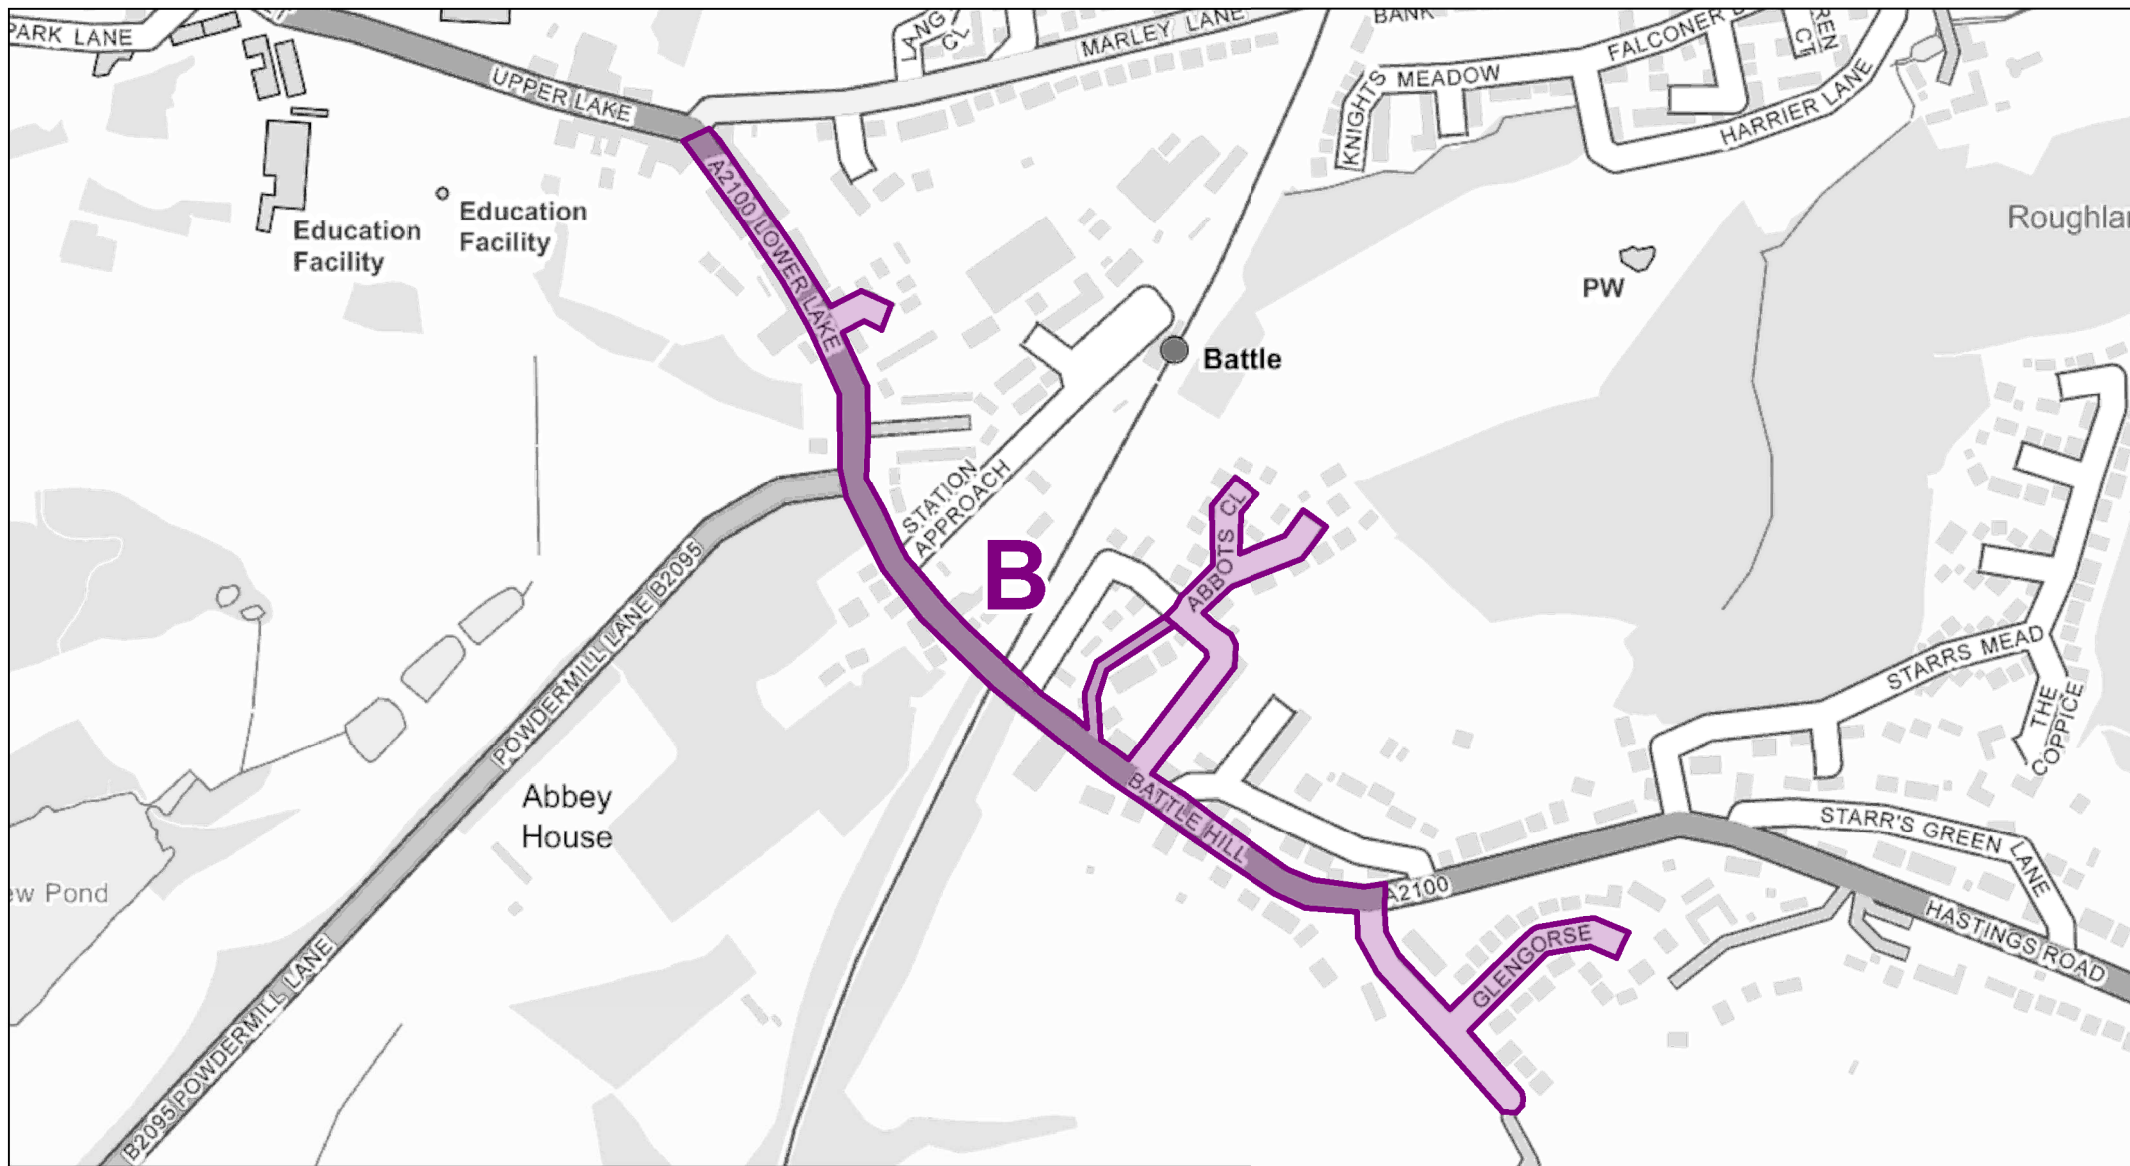 PARK LANE
UPPER LAKE
LANG
CL
MARLEY LANE
BANK
KNIGHTS
MEADOW
FALCONER
CT
HARRIER LANE
Education
Facility
Education
Facility
A2100 LOWER LAKE
PW
Battle
STATION
APPROACH
B
ABBOTS CL
POWDERMILL LANE B2095
STARRS MEAD
THE
COPPICE
Abbey
House
BATTLE HILL
STARR'S GREEN LANE
A2100
HASTINGS ROAD
GLENGORSE
Pond
B2095 POWDERMILL LANE